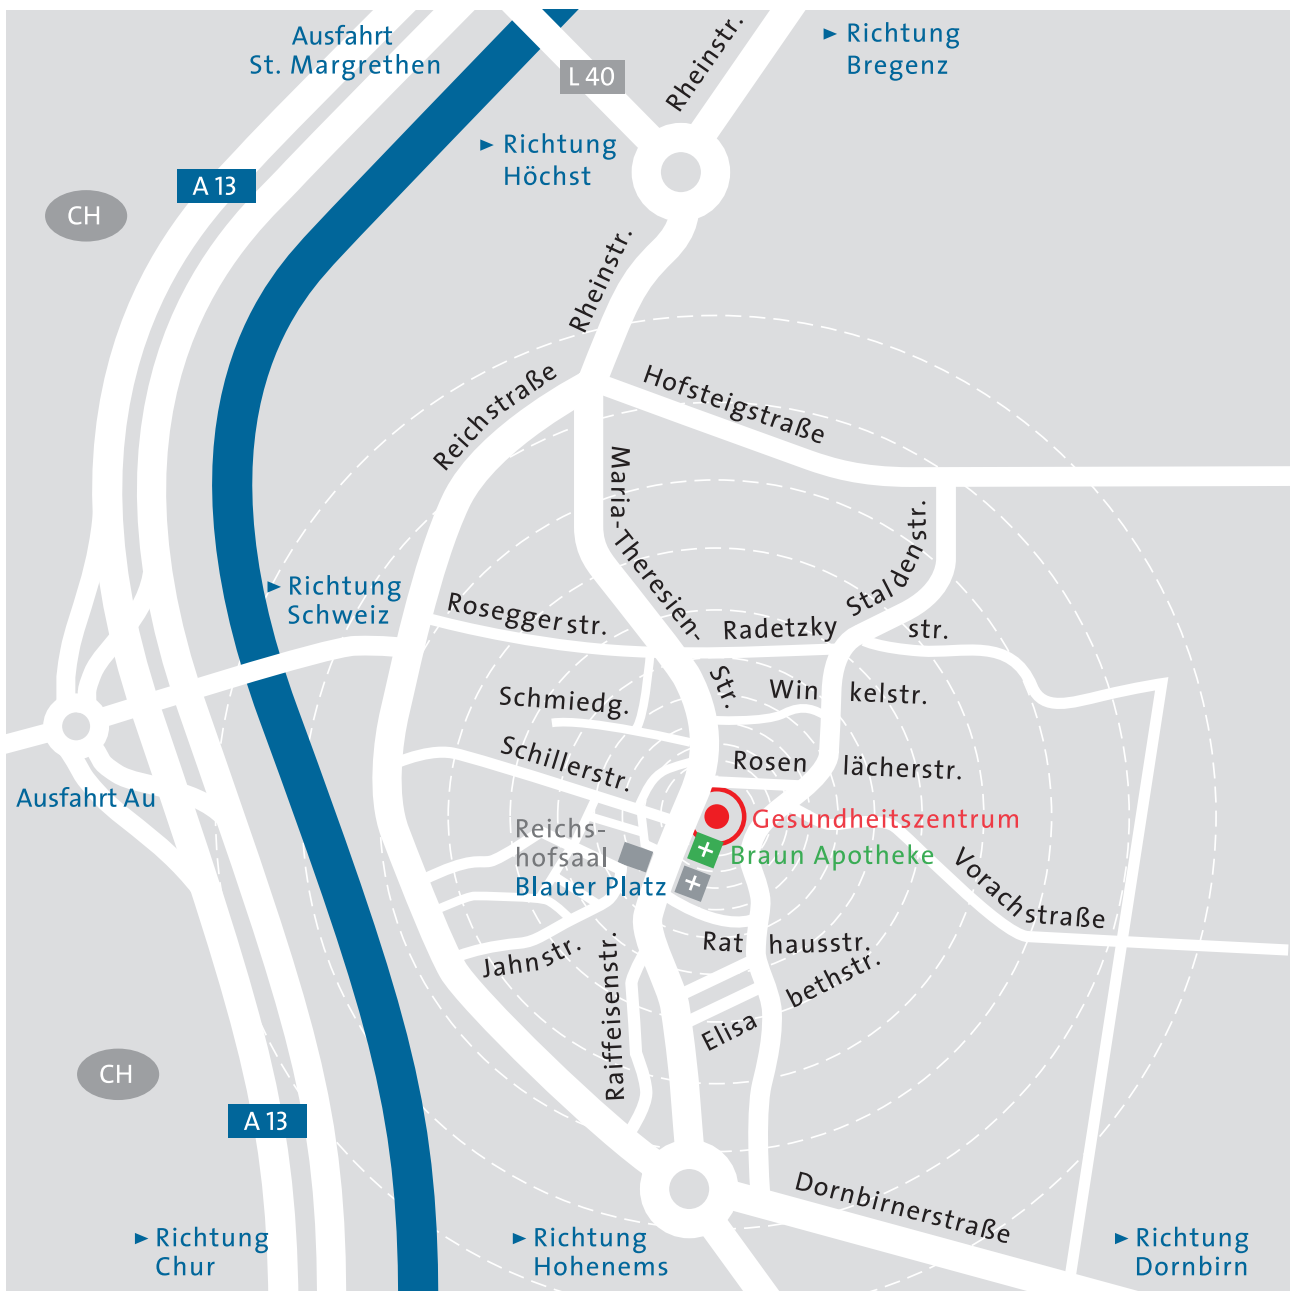 Ausfahrt
St. Margrethen
L 40
Rheinstr.
► Richtung
Bregenz
► Richtung
Höchst
A 13
CH
Rheinstr.
Reichstraße
Hofsteigstraße
Maria-Theresien-
Str.
Staldenstr.
► Richtung
Schweiz
Roseggerstr.
Radetzky str.
Schmiedg.
Win kelstr.
Schillerstr.
Rosen lächerstr.
Ausfahrt Au
Gesundheitszentrum
Reichs-
hofsaal
Braun Apotheke
Blauer Platz
Vorachstraße
Jahnstr.
Rat hausstr.
Raiffeisenstr.
Elisa bethstr.
CH
A 13
Dornbirnerstraße
► Richtung
Chur
► Richtung
Hohenems
► Richtung
Dornbirn